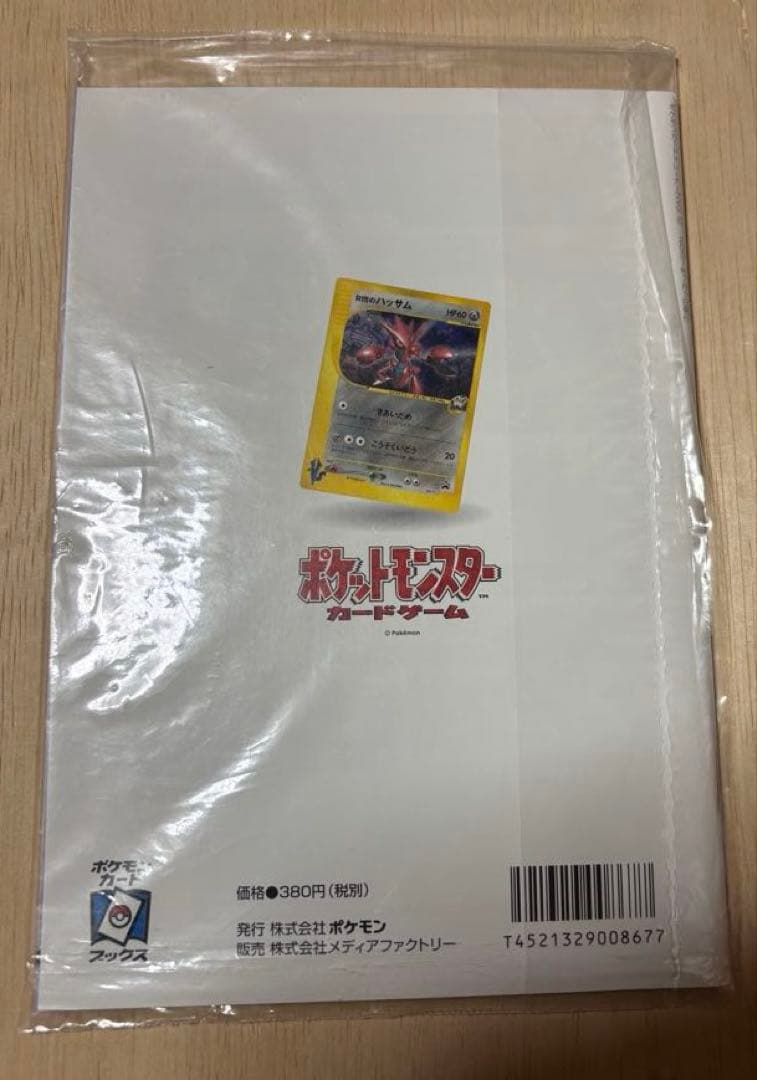 R団のハッサム HP60
きあいだめ
こうそくいどう 20
ポケットモンスター™
カードゲーム
© Pokémon
ポケモン
カード
ブックス
価格●380円(税別)
発行 株式会社ポケモン
販売 株式会社メディアファクトリー
T4521329008677